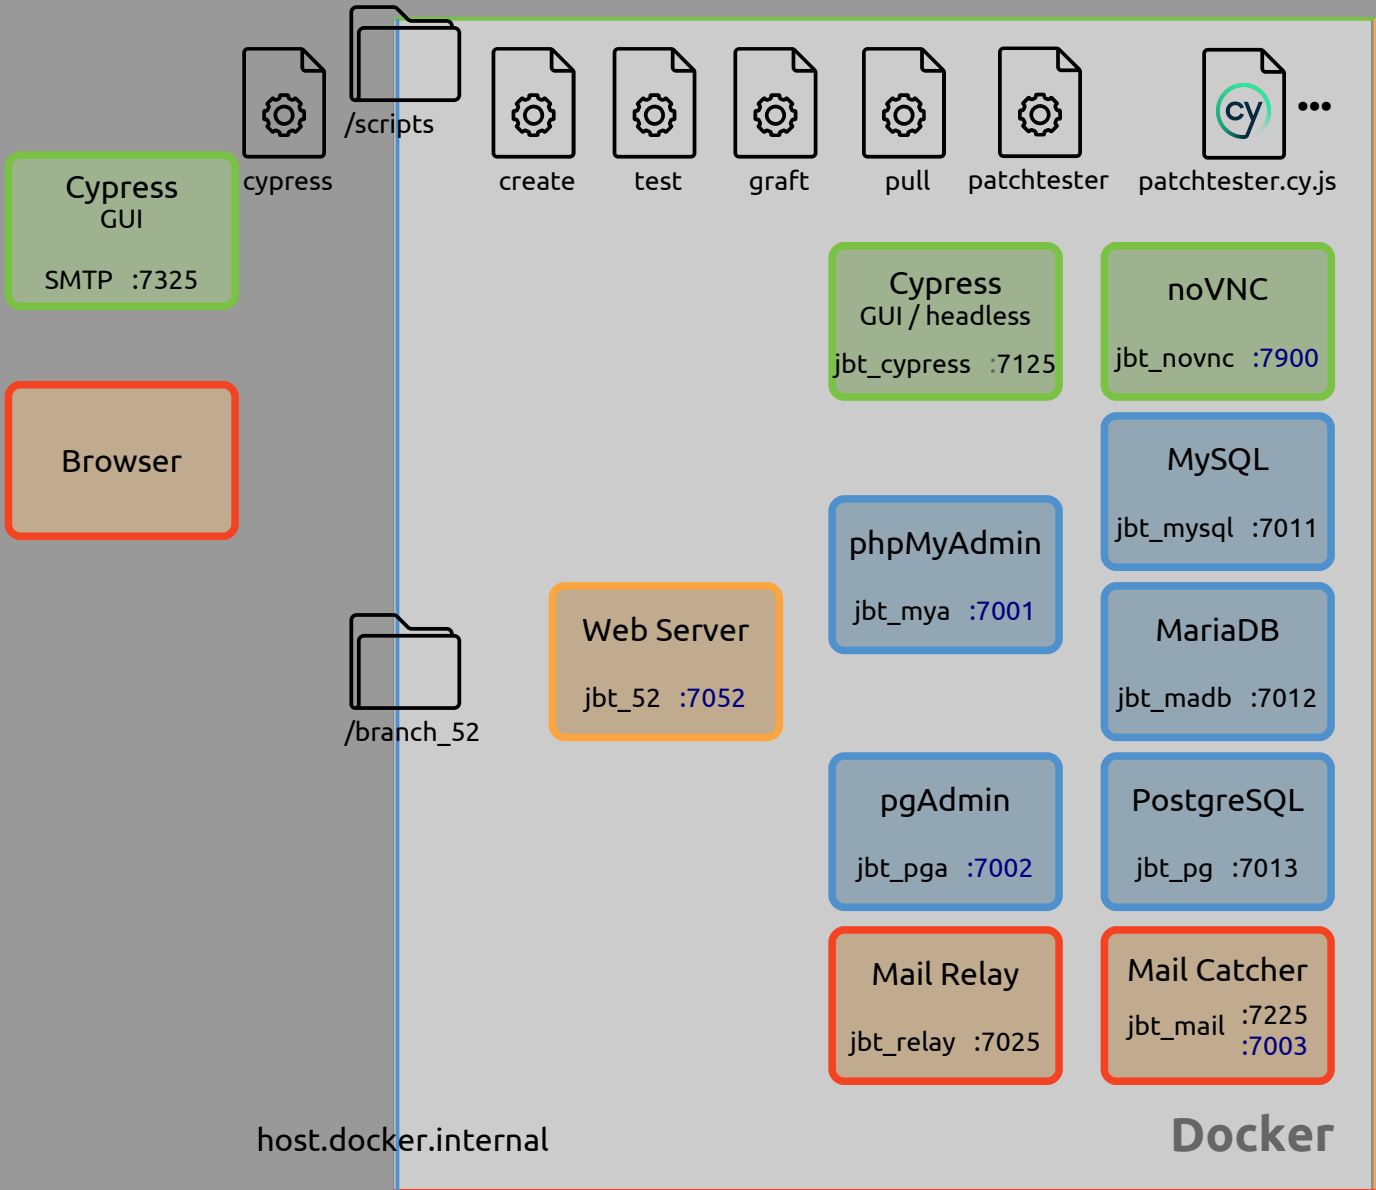 /scripts
cy
•••
cypress
create
test
graft
pull
patchtester
patchtester.cy.js
Cypress
GUI
SMTP :7325
Cypress
GUI / headless
jbt_cypress :7125
noVNC
jbt_novnc :7900
Browser
MySQL
jbt_mysql :7011
phpMyAdmin
jbt_mya :7001
Web Server
jbt_52 :7052
MariaDB
jbt_madb :7012
/branch_52
pgAdmin
jbt_pga :7002
PostgreSQL
jbt_pg :7013
Mail Relay
jbt_relay :7025
Mail Catcher
jbt_mail :7225
:7003
host.docker.internal
Docker